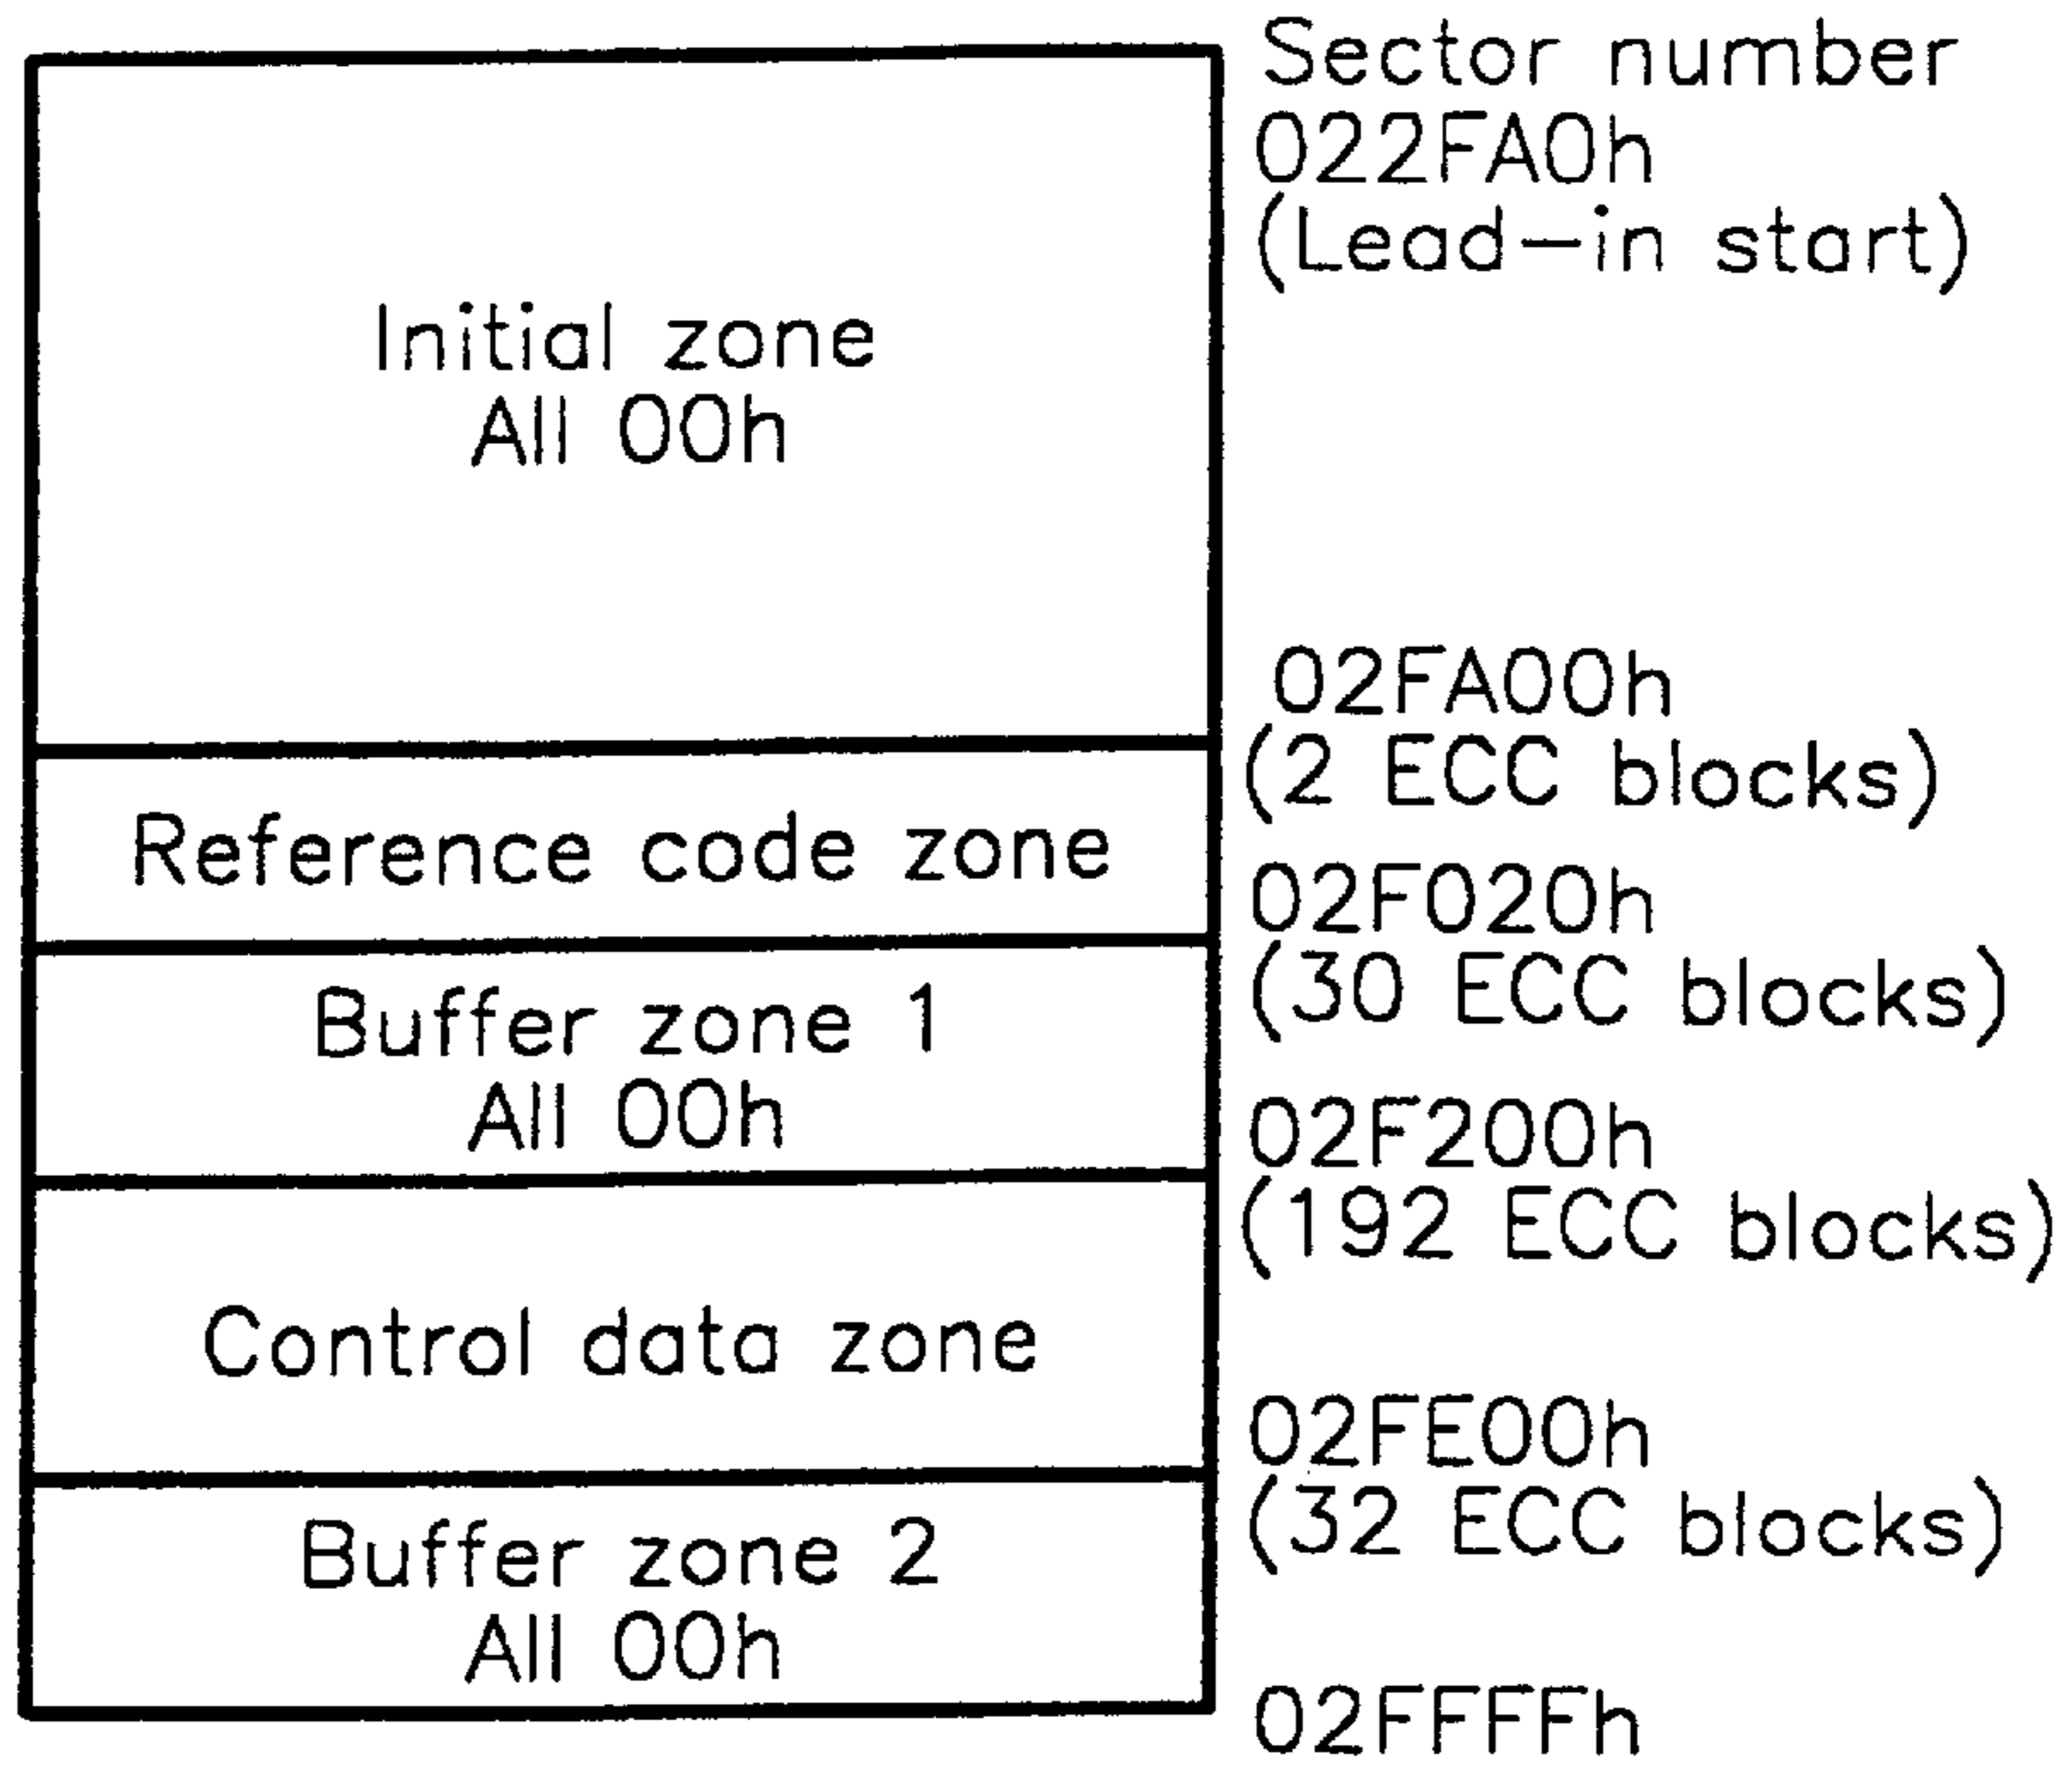 Sector number
022FA0h
(Lead-in start)
Initial zone
All 00h
02FA00h
(2 ECC blocks)
Reference code zone
02F020h
(30 ECC blocks)
Buffer zone 1
All 00h
02F200h
(192 ECC blocks)
Control data zone
02FE00h
(32 ECC blocks)
Buffer zone 2
All 00h
02FFFFh